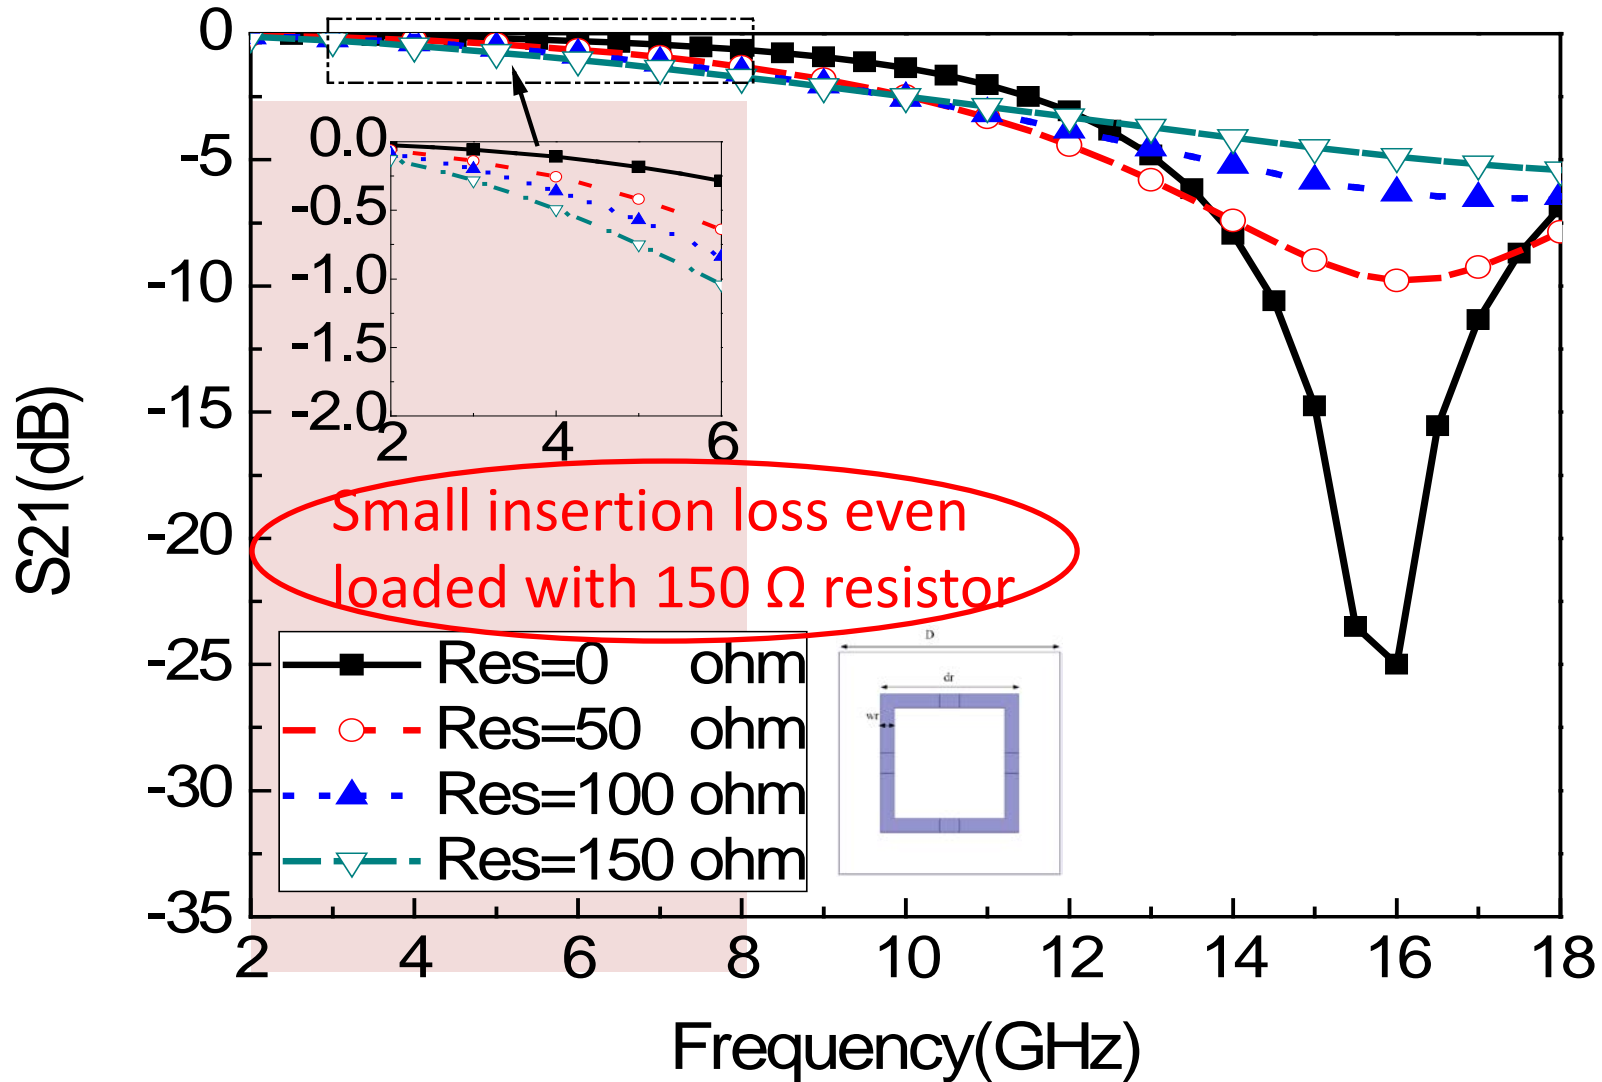 0
-5
-10
-15
-20
-25
-30
-35
S21(dB)
0.0
-0.5
-1.0
-1.5
-2.0
2 4 6
Small insertion loss even
loaded with 150 Ω resistor
Res=0 ohm
Res=50 ohm
Res=100 ohm
Res=150 ohm
D
dr
wr
2 4 6 8 10 12 14 16 18
Frequency(GHz)